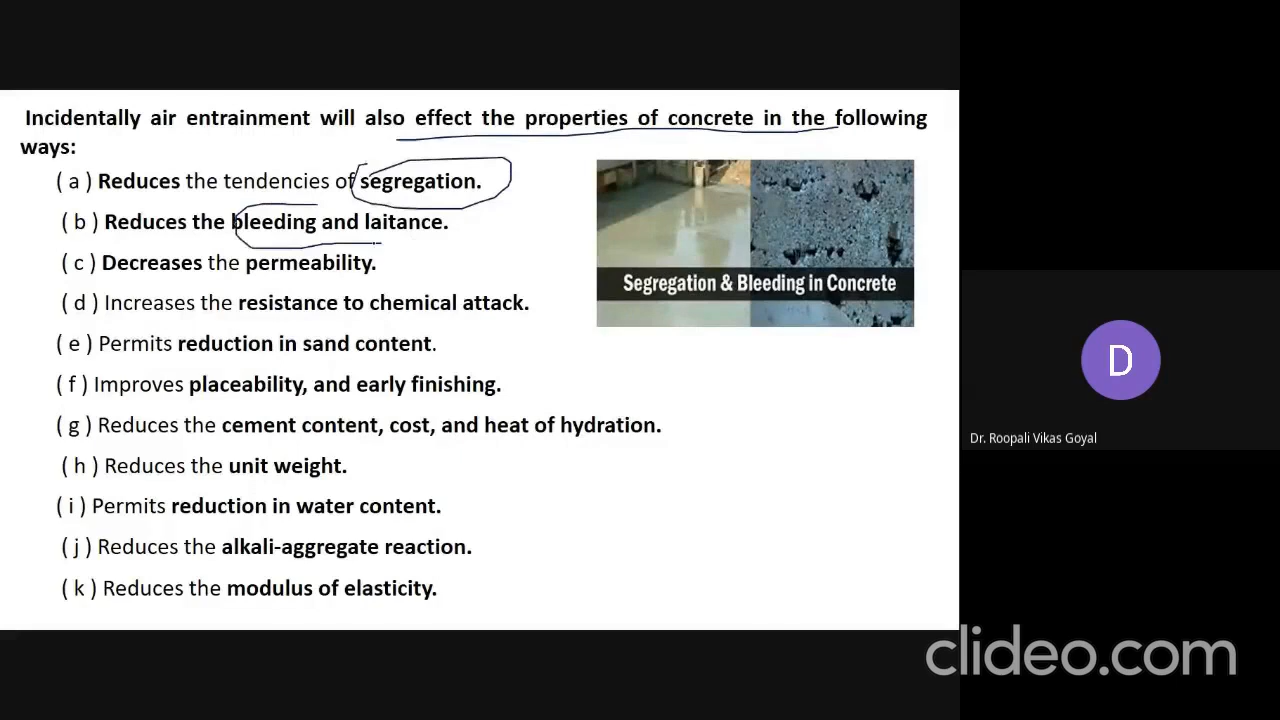 Incidentally air entrainment will also effect the properties of concrete in the following
ways:
( a ) Reduces the tendencies of segregation.
( b ) Reduces the bleeding and laitance.
( c ) Decreases the permeability.
( d ) Increases the resistance to chemical attack.
( e ) Permits reduction in sand content.
( f ) Improves placeability, and early finishing.
( g ) Reduces the cement content, cost, and heat of hydration.
( h ) Reduces the unit weight.
( i ) Permits reduction in water content.
( j ) Reduces the alkali-aggregate reaction.
( k ) Reduces the modulus of elasticity.
Segregation & Bleeding in Concrete
D
Dr. Roopali Vikas Goyal
clideo.com